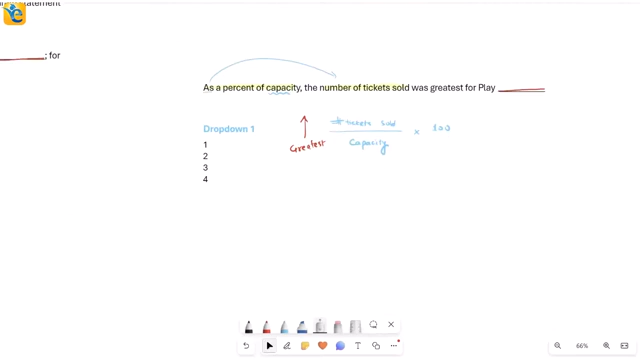 statement
; for
As a percent of capacity, the number of tickets sold was greatest for Play
Dropdown 1
1
2
3
4
Greatest
# tickets sold
Capacity
× 100
66%